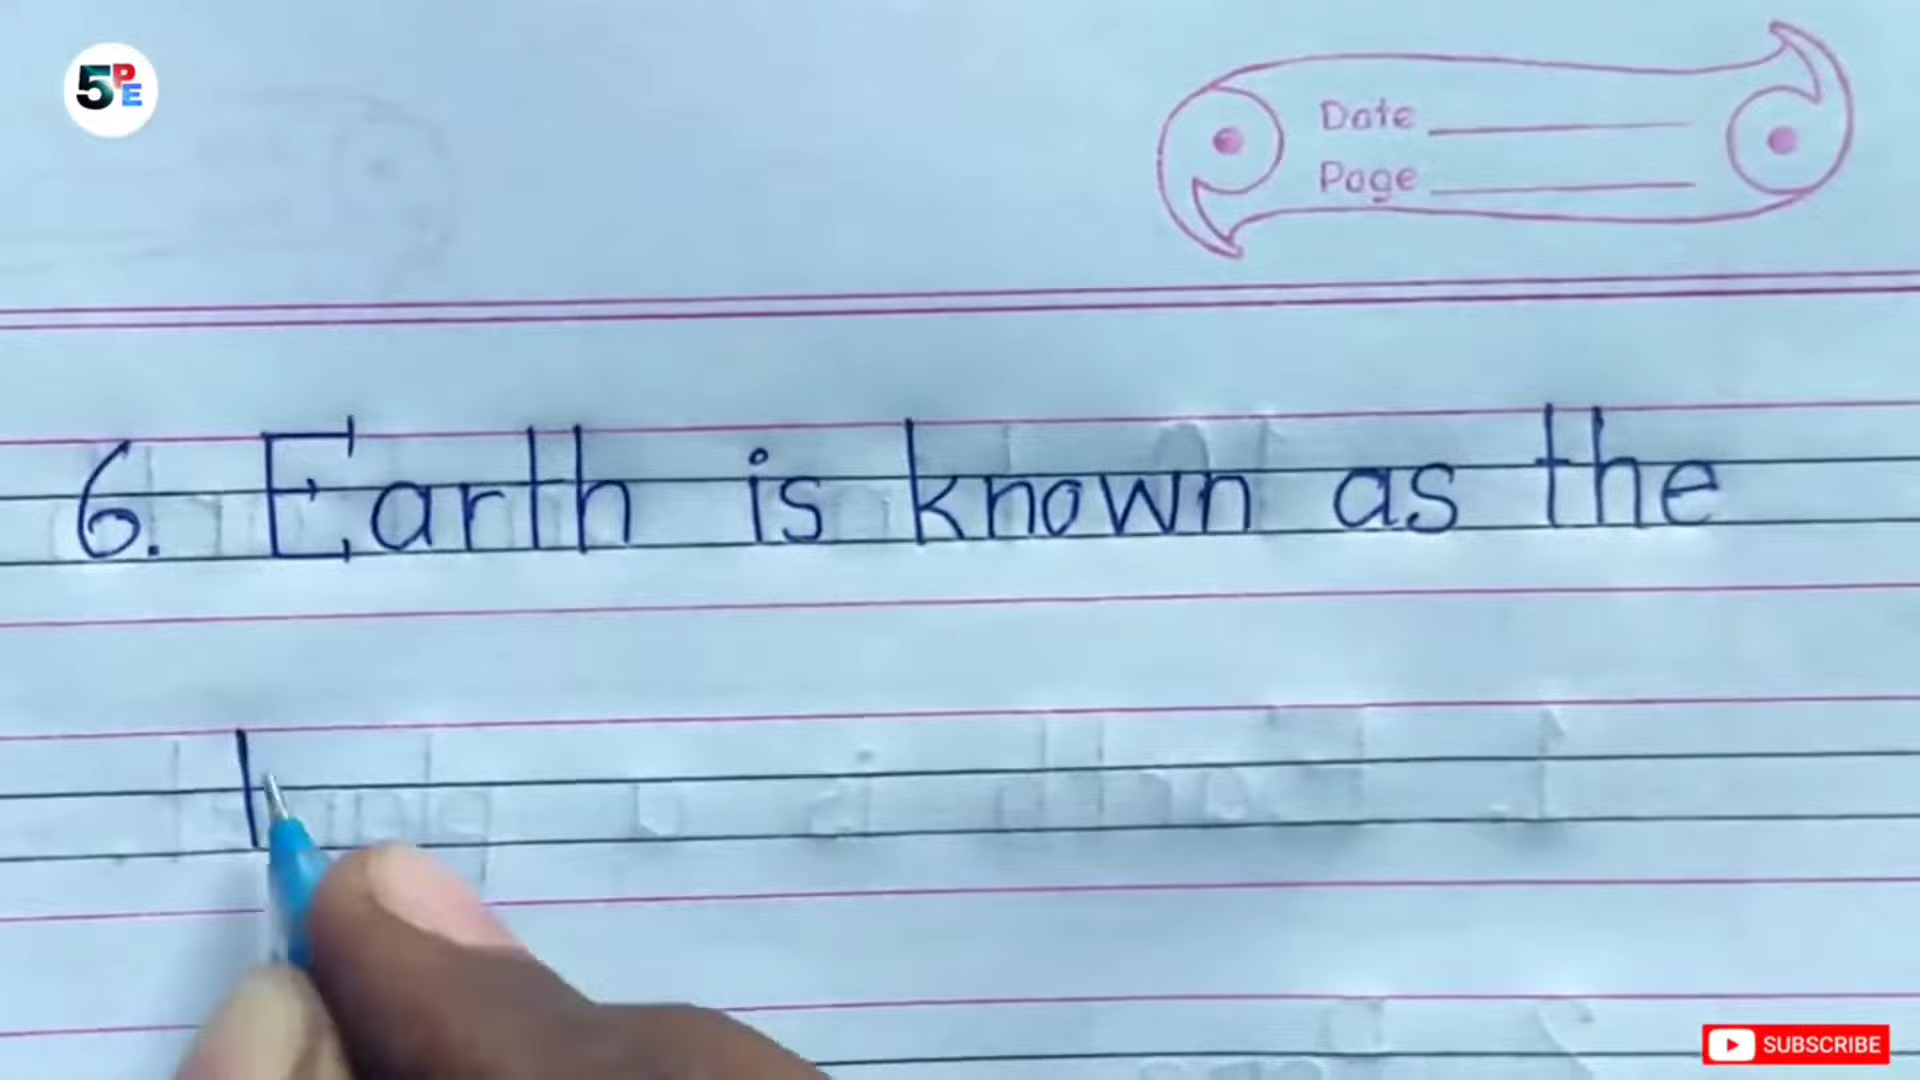 5PE
Date
Page
6. Earth is known as the
SUBSCRIBE